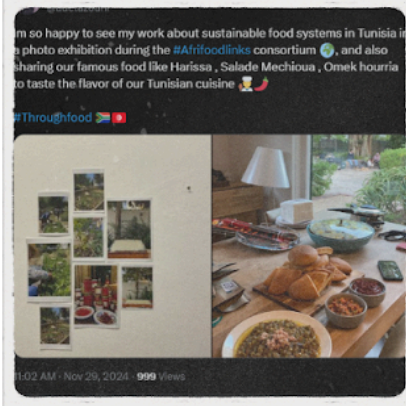 im so happy to see my work about sustainable food systems in Tunisia in
a photo exhibition during the #Afrifoodlinks consortium 🌍, and also
sharing our famous food like Harissa , Salade Mechioua , Omek hourria
to taste the flavor of our Tunisian cuisine 🧑‍🍳🌶️
#Throughfood 🇿🇦🇹🇳
11:02 AM · Nov 29, 2024 · 999 Views